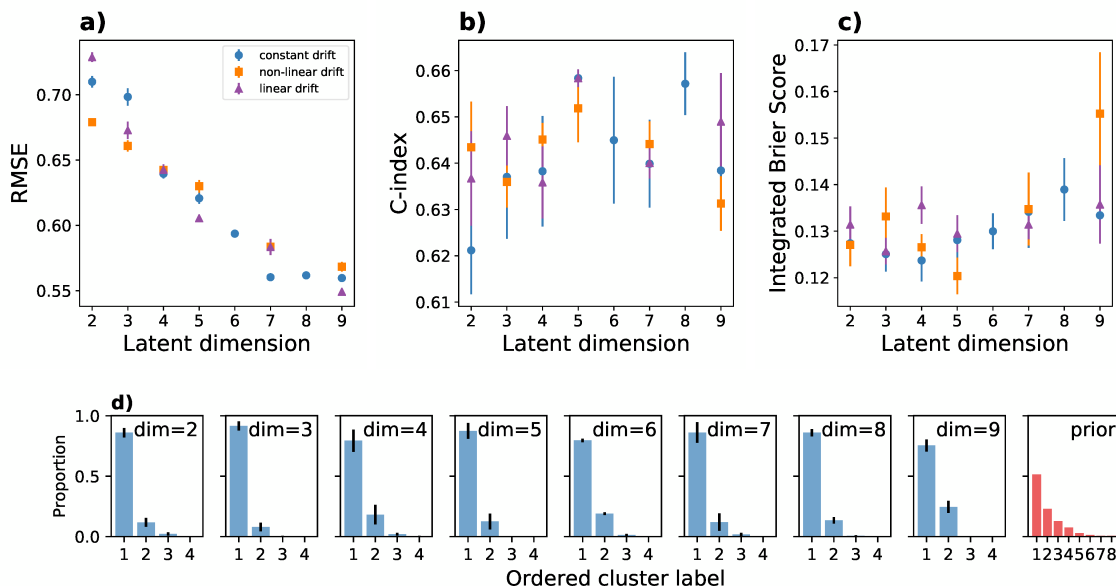 a)
RMSE
0.70
0.65
0.60
0.55
2 3 4 5 6 7 8 9
Latent dimension
constant drift
non-linear drift
linear drift
b)
C-index
0.66
0.65
0.64
0.63
0.62
0.61
2 3 4 5 6 7 8 9
Latent dimension
c)
Integrated Brier Score
0.17
0.16
0.15
0.14
0.13
0.12
2 3 4 5 6 7 8 9
Latent dimension
d)
Proportion
1.0
0.5
0.0
dim=2
1 2 3 4
dim=3
1 2 3 4
dim=4
1 2 3 4
dim=5
1 2 3 4
dim=6
1 2 3 4
dim=7
1 2 3 4
dim=8
1 2 3 4
dim=9
1 2 3 4
prior
12345678
Ordered cluster label